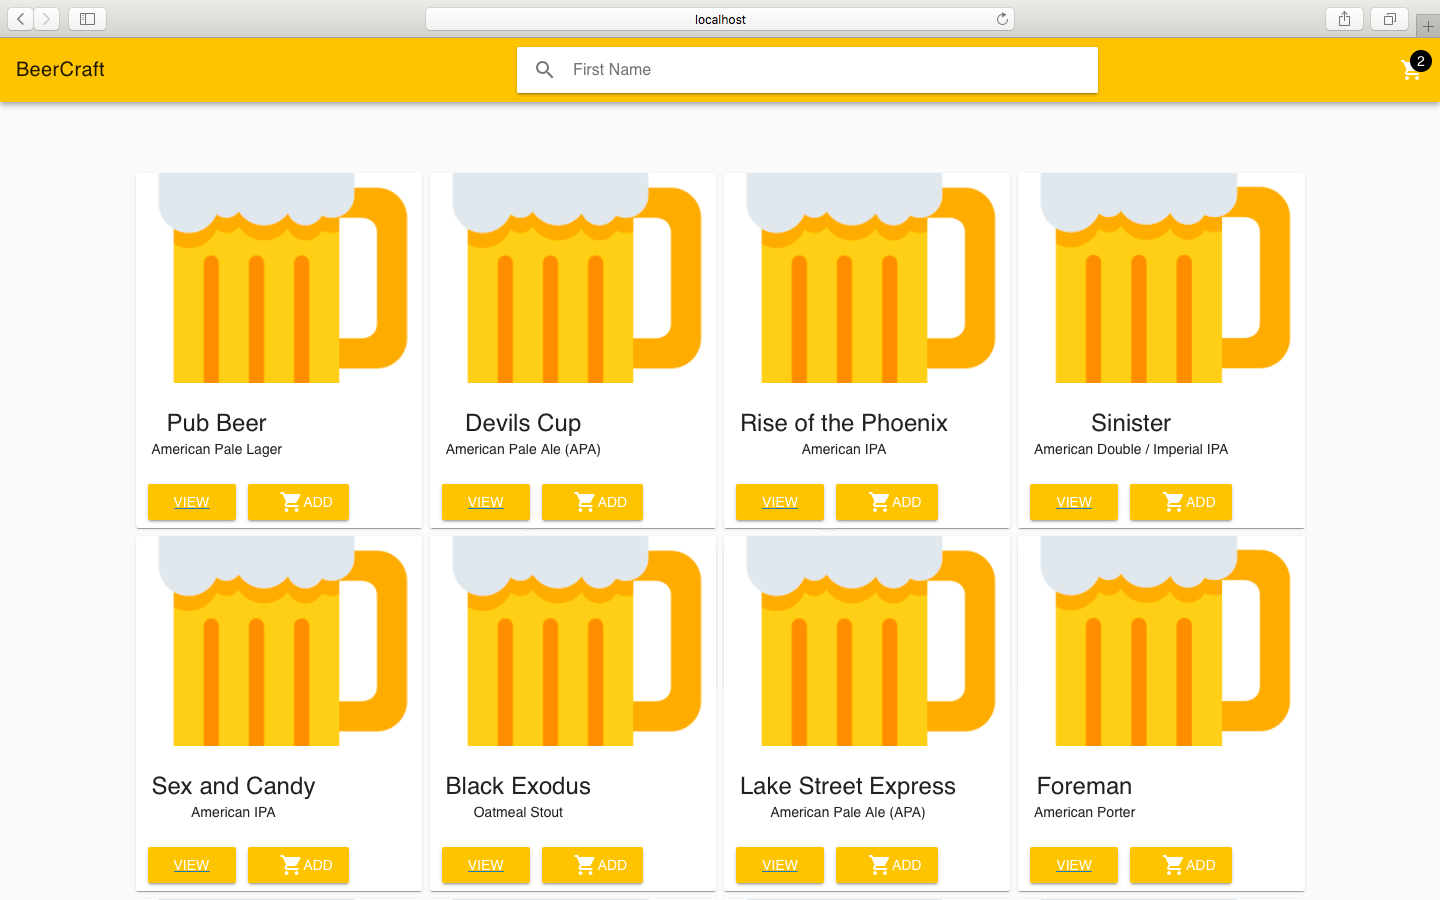 localhost
BeerCraft
First Name
2
Pub Beer
American Pale Lager
VIEW
ADD
Devils Cup
American Pale Ale (APA)
VIEW
ADD
Rise of the Phoenix
American IPA
VIEW
ADD
Sinister
American Double / Imperial IPA
VIEW
ADD
Sex and Candy
American IPA
VIEW
ADD
Black Exodus
Oatmeal Stout
VIEW
ADD
Lake Street Express
American Pale Ale (APA)
VIEW
ADD
Foreman
American Porter
VIEW
ADD